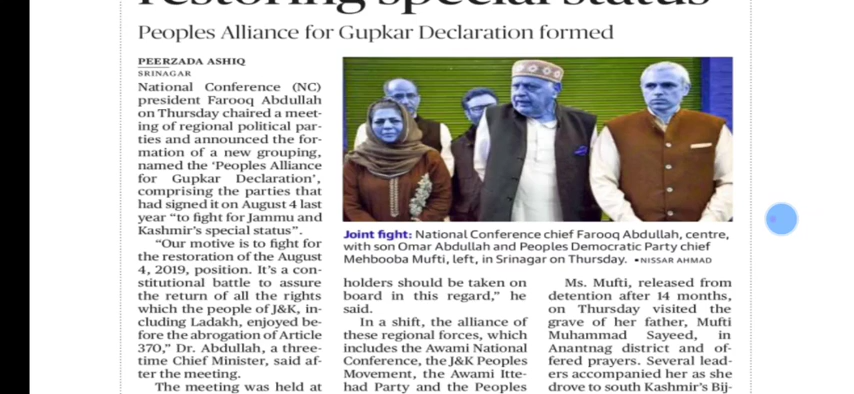 restoring special status
Peoples Alliance for Gupkar Declaration formed
PEERZADA ASHIQ
SRINAGAR
National Conference (NC)
president Farooq Abdullah
on Thursday chaired a meet-
ing of regional political par-
ties and announced the for-
mation of a new grouping,
named the ‘Peoples Alliance
for Gupkar Declaration’,
comprising the parties that
had signed it on August 4 last
year “to fight for Jammu and
Kashmir’s special status”.
“Our motive is to fight for
the restoration of the August
4, 2019, position. It’s a con-
stitutional battle to assure
the return of all the rights
which the people of J&K, in-
cluding Ladakh, enjoyed be-
fore the abrogation of Article
370,” Dr. Abdullah, a three-
time Chief Minister, said af-
ter the meeting.
The meeting was held at
Joint fight: National Conference chief Farooq Abdullah, centre,
with son Omar Abdullah and Peoples Democratic Party chief
Mehbooba Mufti, left, in Srinagar on Thursday. •NISSAR AHMAD
holders should be taken on
board in this regard,” he
said.
In a shift, the alliance of
these regional forces, which
includes the Awami National
Conference, the J&K Peoples
Movement, the Awami Itte-
had Party and the Peoples
Ms. Mufti, released from
detention after 14 months,
on Thursday visited the
grave of her father, Mufti
Muhammad Sayeed, in
Anantnag district and of-
fered prayers. Several lead-
ers accompanied her as she
drove to south Kashmir’s Bij-